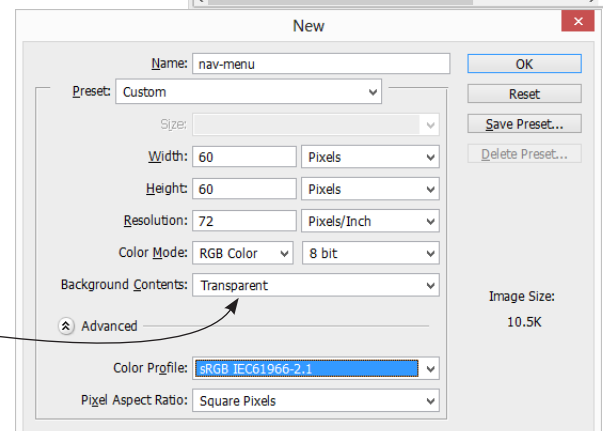 New
Name: nav-menu
OK
Preset: Custom
Reset
Size:
Save Preset...
Width: 60 Pixels
Delete Preset...
Height: 60 Pixels
Resolution: 72 Pixels/Inch
Color Mode: RGB Color 8 bit
Background Contents: Transparent
Image Size:
10.5K
Advanced
Color Profile: sRGB IEC61966-2.1
Pixel Aspect Ratio: Square Pixels